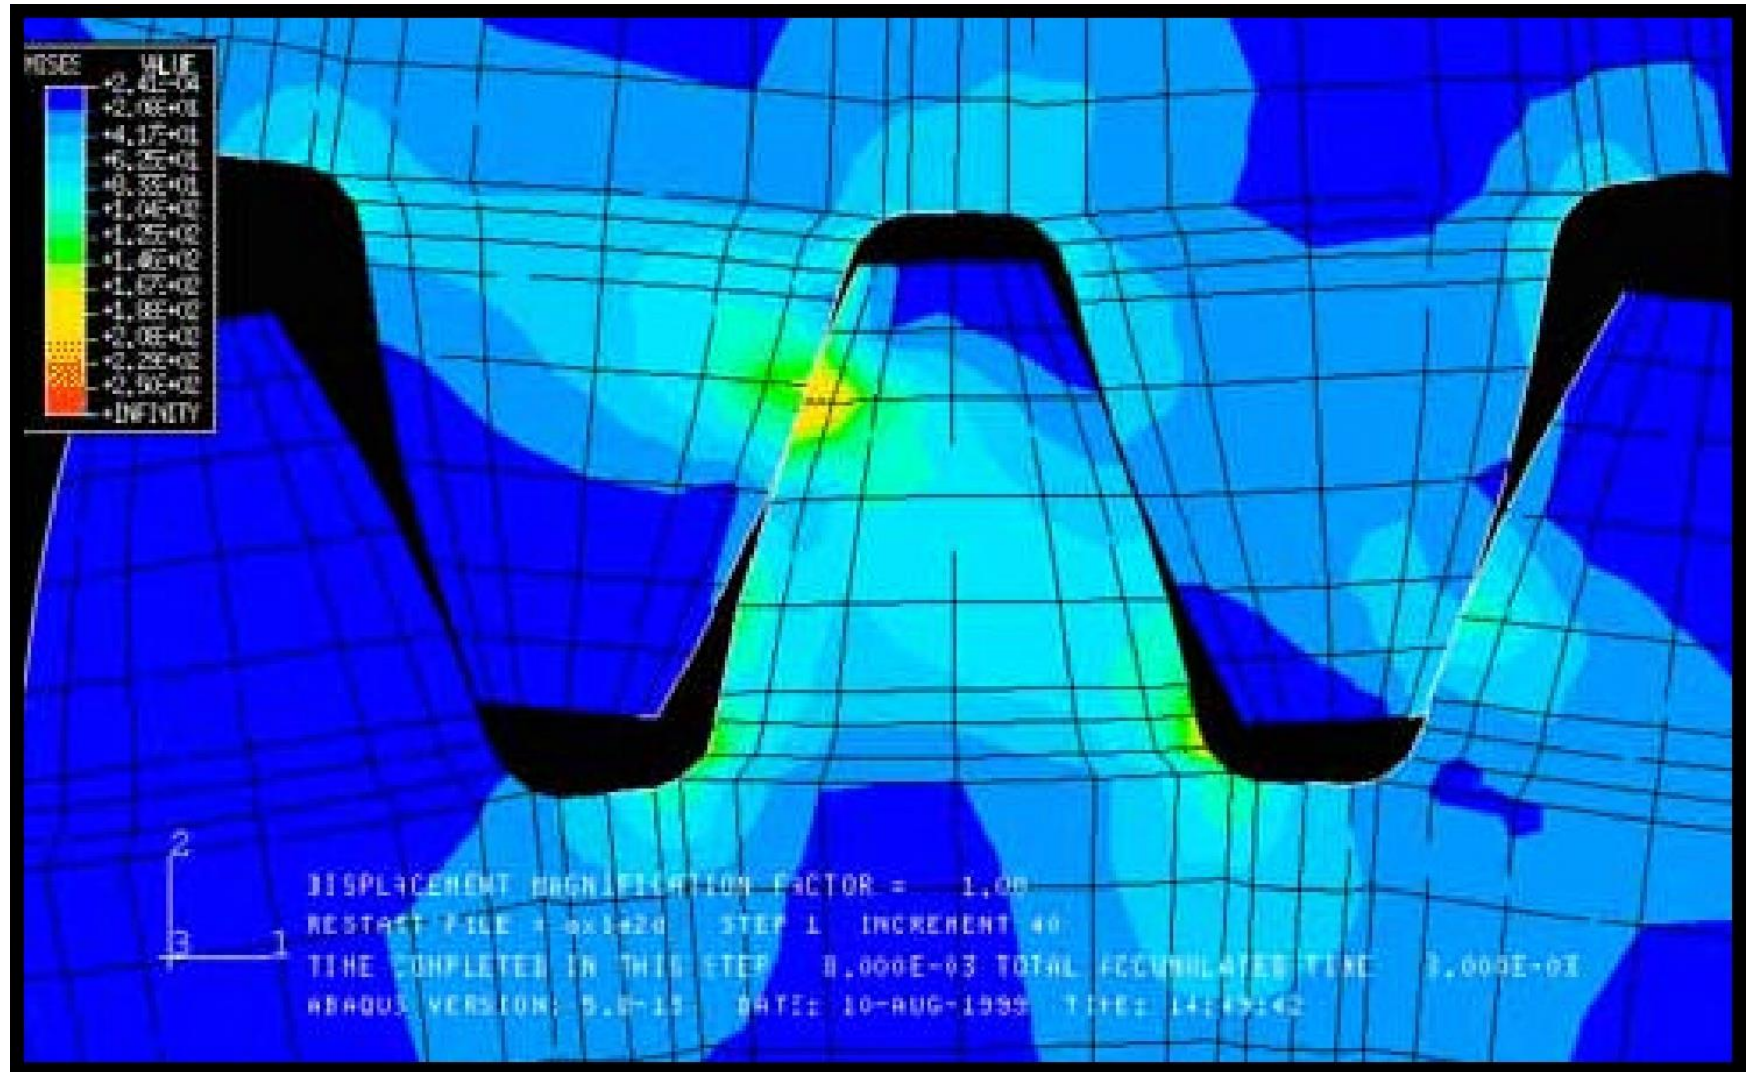 MISES VALUE
+2.41E-04
+2.08E+01
+4.17E+01
+6.25E+01
+8.33E+01
+1.04E+02
+1.25E+02
+1.46E+02
+1.67E+02
+1.88E+02
+2.08E+02
+2.29E+02
+2.50E+02
+INFINITY
2
3 1
DISPLACEMENT MAGNIFICATION FACTOR = 1.00
RESTART FILE = STEP 1 INCREMENT 40
TIME COMPLETED IN THIS STEP TOTAL ACCUMULATED TIME
ABAQUS VERSION: DATE: 10-AUG-1999 TIME: 14:49:42